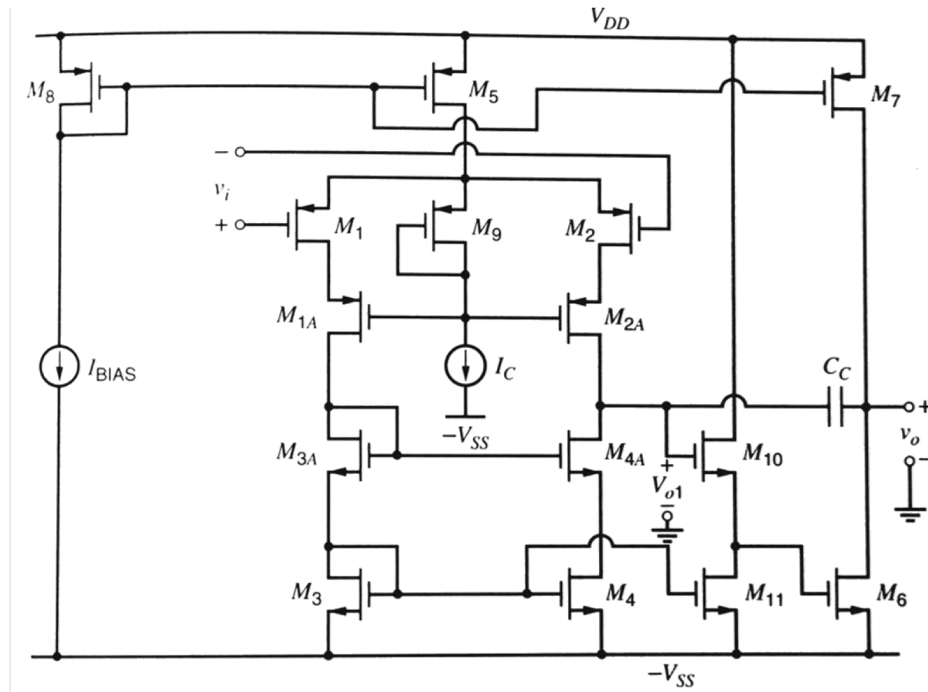 V_DD
M_8
M_5
M_7
−
v_i
+
M_1
M_9
M_2
M_1A
M_2A
I_BIAS
I_C
C_C
+
−V_SS
v_o
M_3A
M_4A
+
M_10
−
V_o1
−
M_3
M_4
M_11
M_6
−V_SS